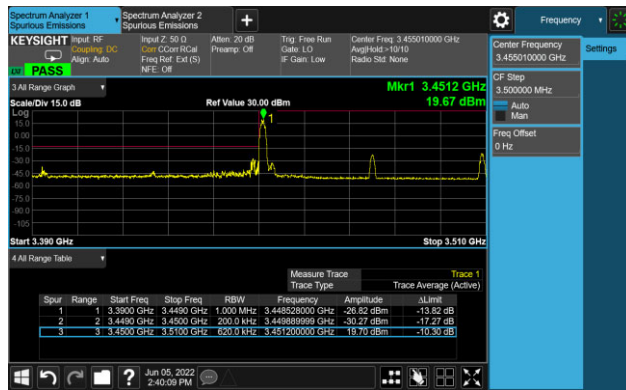 Spectrum Analyzer 1
Spurious Emissions
Spectrum Analyzer 2
Spurious Emissions
+
Frequency
KEYSIGHT
Input: RF
Coupling: DC
Align: Auto
Input Z: 50 Ω
Corr CCorr RCal
Freq Ref: Ext (S)
NFE: Off
Atten: 20 dB
Preamp: Off
Trig: Free Run
Gate: LO
IF Gain: Low
Center Freq: 3.455010000 GHz
Avg|Hold:>10/10
Radio Std: None
PASS
Center Frequency
3.455010000 GHz
Settings
CF Step
3.500000 MHz
Auto
Man
Freq Offset
0 Hz
3 All Range Graph
Mkr1 3.4512 GHz
Scale/Div 15.0 dB
Ref Value 30.00 dBm
19.67 dBm
Log
1
15.0
0.00
-15.0
-30.0
-45.0
-60.0
-75.0
-90.0
-105
Start 3.390 GHz
Stop 3.510 GHz
4 All Range Table
Measure Trace Trace 1
Trace Type Trace Average (Active)
Spur Range Start Freq Stop Freq RBW Frequency Amplitude ΔLimit
1 1 3.3900 GHz 3.4490 GHz 1.000 MHz 3.448528000 GHz -26.82 dBm -13.82 dB
2 2 3.4490 GHz 3.4500 GHz 200.0 kHz 3.449889999 GHz -30.27 dBm -17.27 dB
3 3 3.4500 GHz 3.5100 GHz 620.0 kHz 3.451200000 GHz 19.70 dBm -10.30 dB
?
Jun 05, 2022
2:40:09 PM